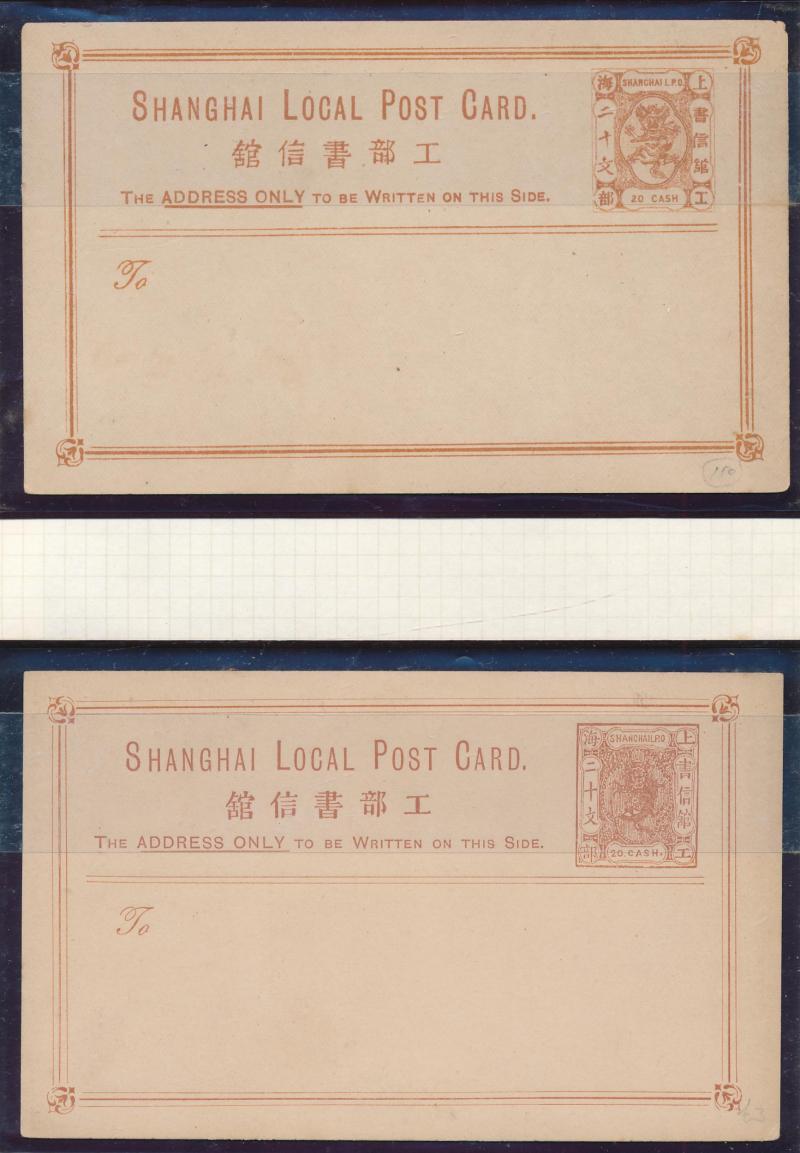 SHANGHAI LOCAL POST CARD.
館信書部工
THE ADDRESS ONLY TO BE WRITTEN ON THIS SIDE.
To
海 SHANGHAI L.P.O. 上
二十文
書信館
部 20 CASH 工
150
SHANGHAI LOCAL POST CARD.
館信書部工
THE ADDRESS ONLY TO BE WRITTEN ON THIS SIDE.
To
海 SHANGHAI L.P.O 上
二十文
書信館
部 20 CASH. 工